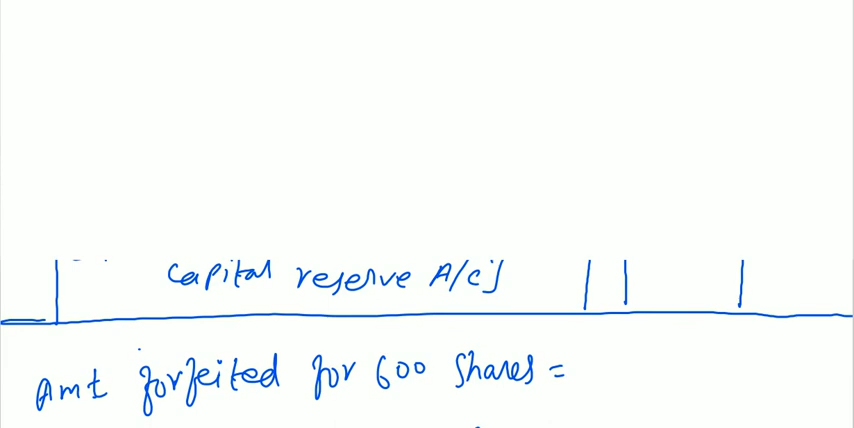 Capital reserve A/c]
Amt forfeited for 600 shares =